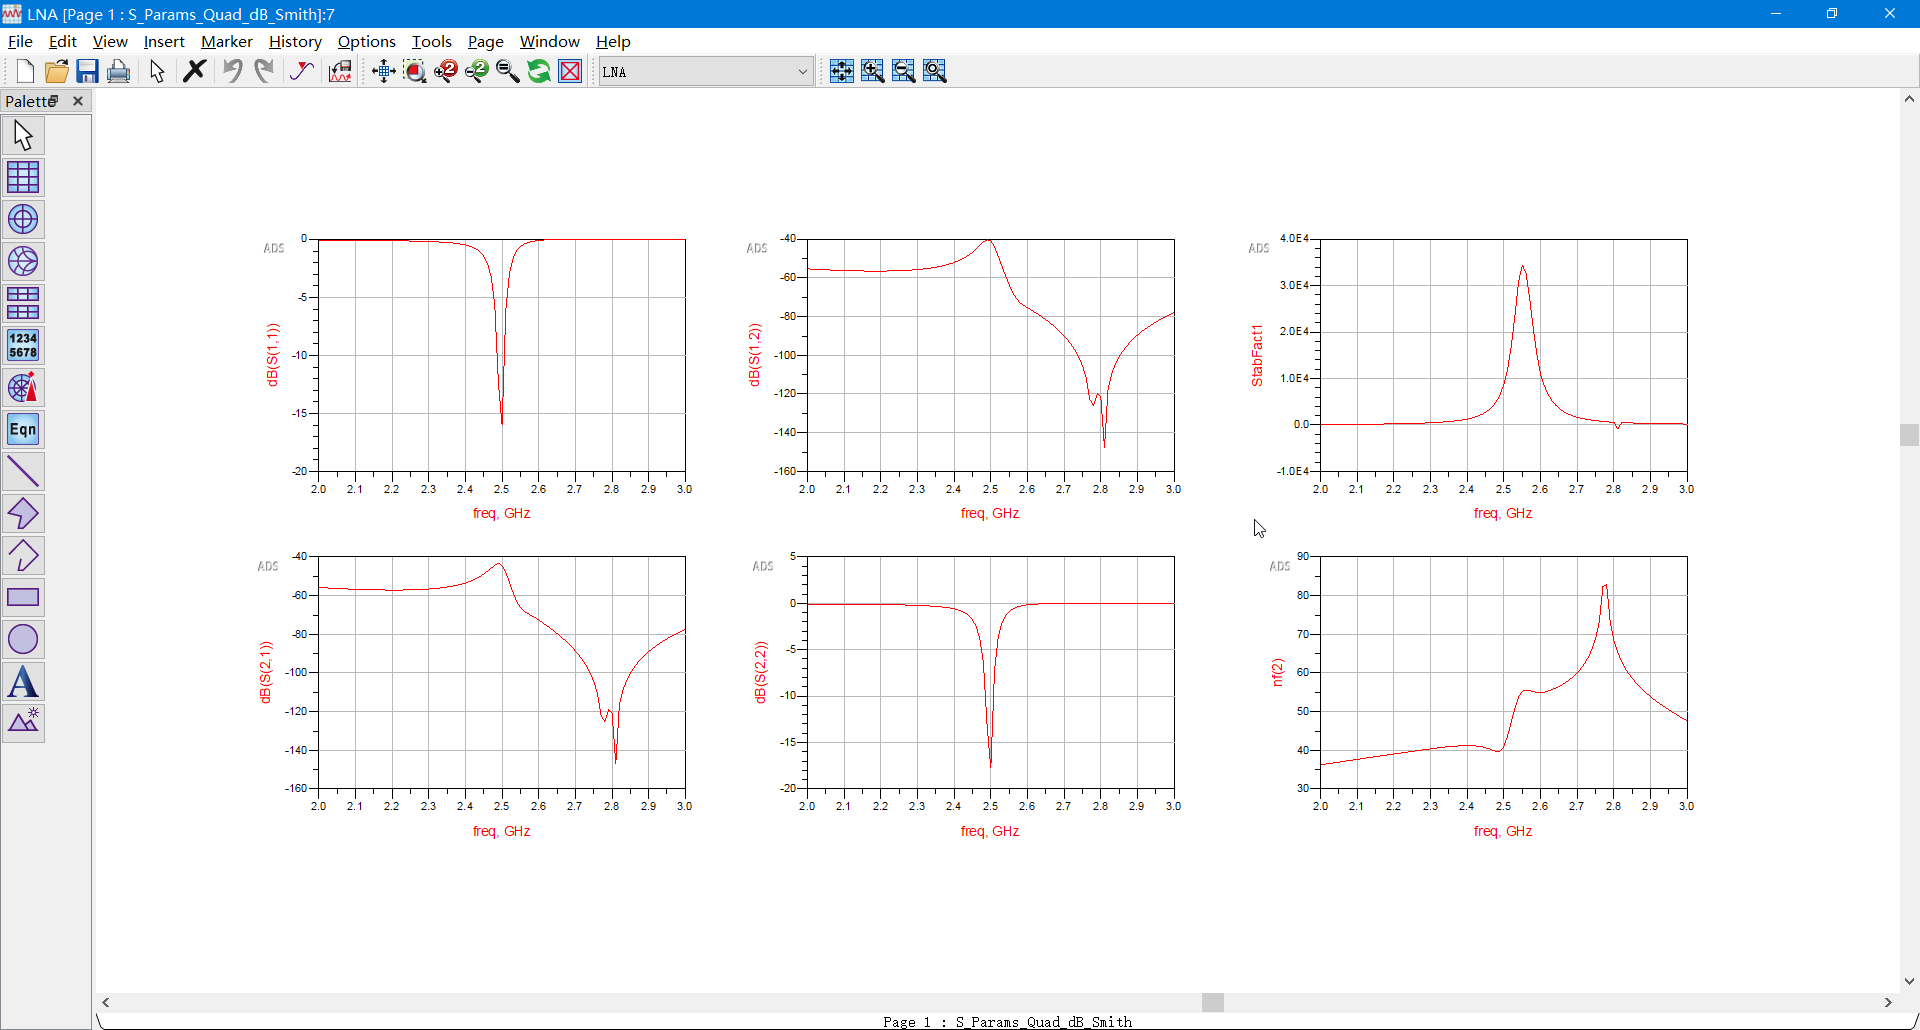 LNA [Page 1 : S_Params_Quad_dB_Smith]:7
File Edit View Insert Marker History Options Tools Page Window Help
2 2 LNA
Palette
1234
5678
Eqn
A
ADS
dB(S(1,1))
0
-5
-10
-15
-20
2.0 2.1 2.2 2.3 2.4 2.5 2.6 2.7 2.8 2.9 3.0
freq, GHz
ADS
dB(S(1,2))
-40
-60
-80
-100
-120
-140
-160
2.0 2.1 2.2 2.3 2.4 2.5 2.6 2.7 2.8 2.9 3.0
freq, GHz
ADS
StabFact1
4.0E4
3.0E4
2.0E4
1.0E4
0.0
-1.0E4
2.0 2.1 2.2 2.3 2.4 2.5 2.6 2.7 2.8 2.9 3.0
freq, GHz
ADS
dB(S(2,1))
-40
-60
-80
-100
-120
-140
-160
2.0 2.1 2.2 2.3 2.4 2.5 2.6 2.7 2.8 2.9 3.0
freq, GHz
ADS
dB(S(2,2))
5
0
-5
-10
-15
-20
2.0 2.1 2.2 2.3 2.4 2.5 2.6 2.7 2.8 2.9 3.0
freq, GHz
ADS
nf(2)
90
80
70
60
50
40
30
2.0 2.1 2.2 2.3 2.4 2.5 2.6 2.7 2.8 2.9 3.0
freq, GHz
Page 1 : S_Params_Quad_dB_Smith